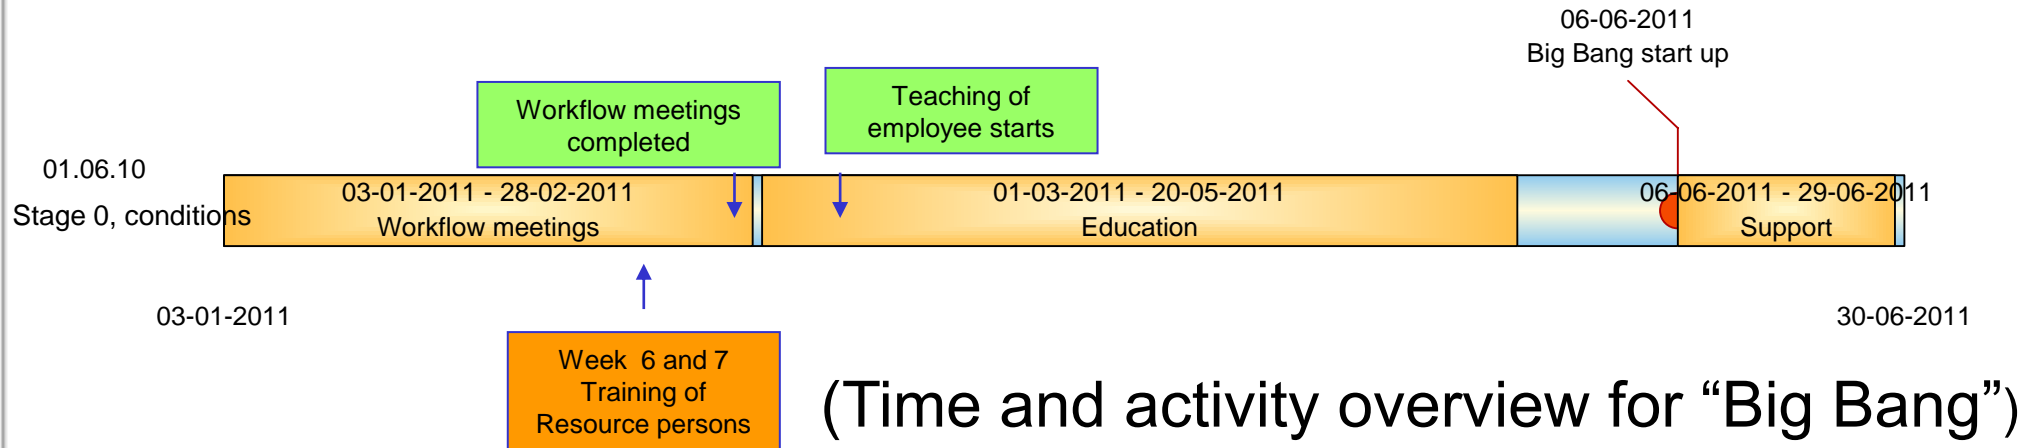 06-06-2011
Big Bang start up
Workflow meetings
completed
Teaching of
employee starts
01.06.10
Stage 0, conditions
03-01-2011 - 28-02-2011
Workflow meetings
01-03-2011 - 20-05-2011
Education
06-06-2011 - 29-06-2011
Support
03-01-2011
30-06-2011
Week  6 and 7
Training of
Resource persons
(Time and activity overview for “Big Bang”)